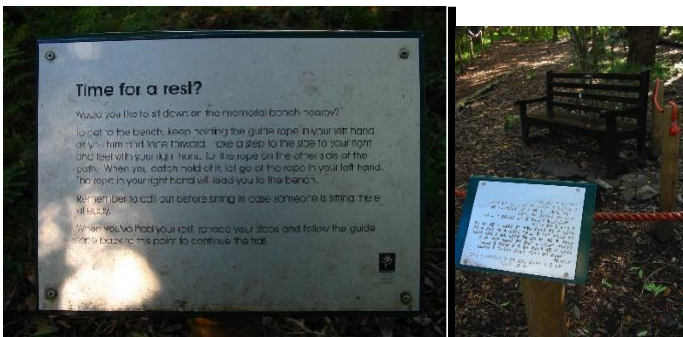 Time for a rest?
Would you like to sit down on the memorial bench nearby?
To get to the bench, keep holding the guide rope in your left hand
as you turn and face forward. Take a step to the side to your right
and feel with your right hand for the rope on the other side of the
path. When you catch hold of it, let go of the rope in your left hand.
The rope in your right hand will lead you to the bench.
Remember to call out before sitting in case someone is sitting there
already.
When you've had your rest, retrace your steps and follow the guide
rope back to this point to continue the trail.